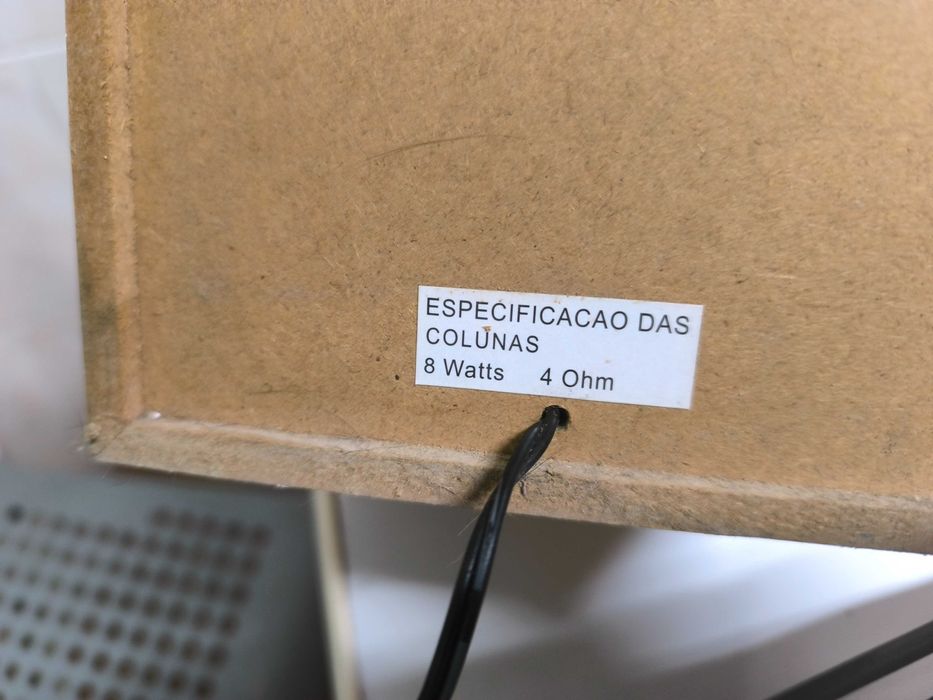 ESPECIFICACAO DAS
COLUNAS
8 Watts 4 Ohm